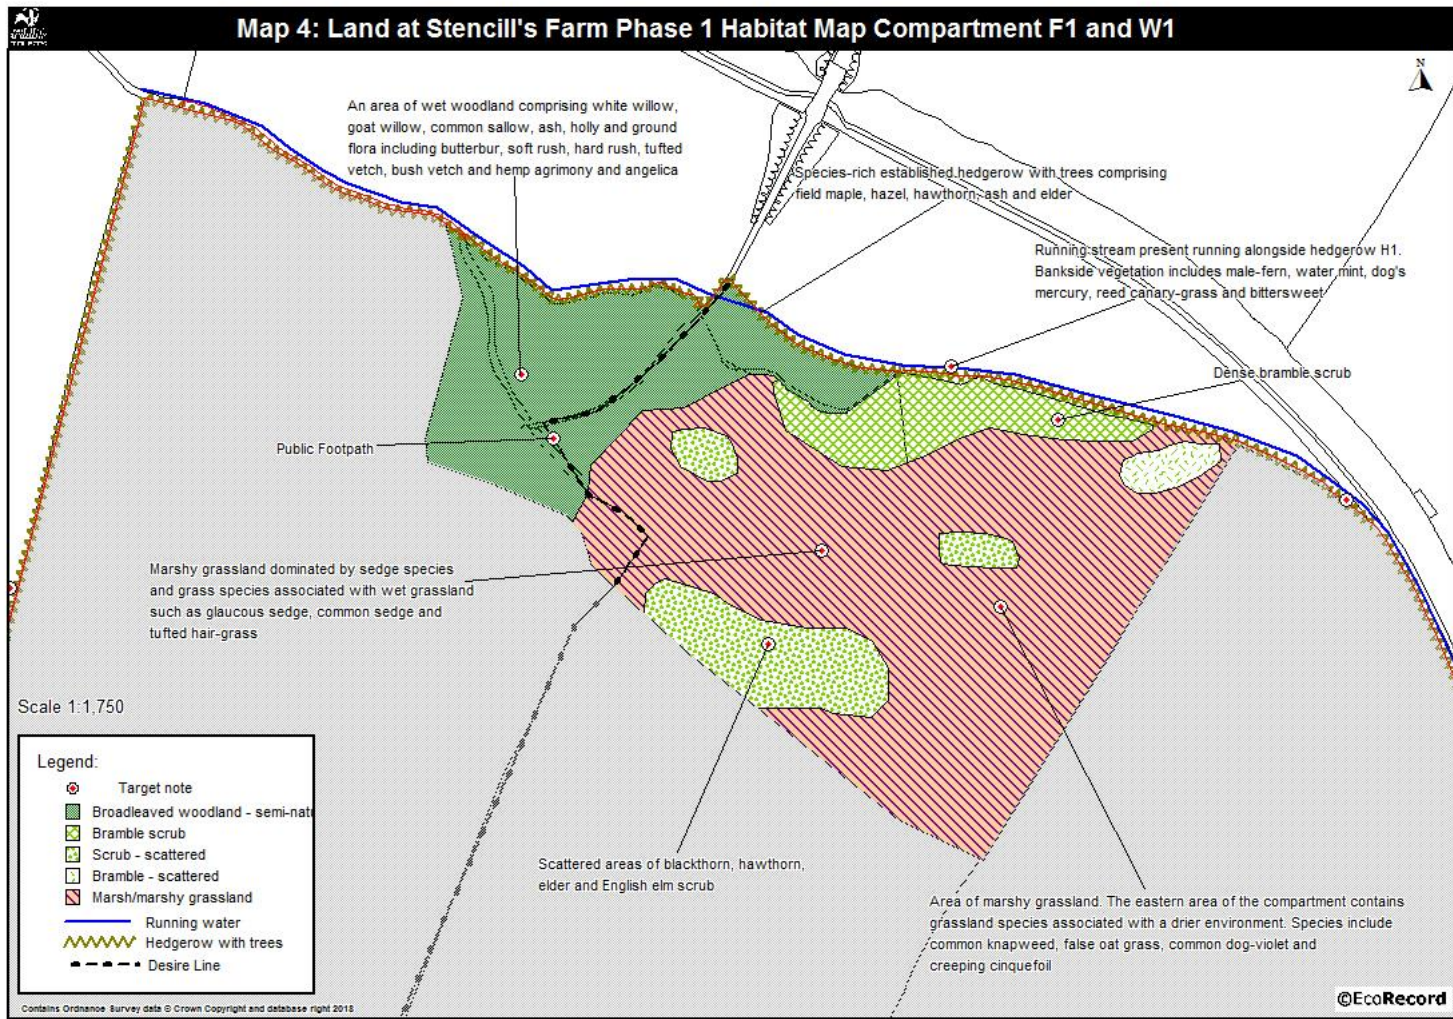 Map 4: Land at Stencill's Farm Phase 1 Habitat Map Compartment F1 and W1
N
An area of wet woodland comprising white willow,
goat willow, common sallow, ash, holly and ground
flora including butterbur, soft rush, hard rush, tufted
vetch, bush vetch and hemp agrimony and angelica
Species-rich established hedgerow with trees comprising
field maple, hazel, hawthorn, ash and elder
Running stream present running alongside hedgerow H1.
Bankside vegetation includes male-fern, water mint, dog's
mercury, reed canary-grass and bittersweet
Dense bramble scrub
Public Footpath
Marshy grassland dominated by sedge species
and grass species associated with wet grassland
such as glaucous sedge, common sedge and
tufted hair-grass
Scale 1:1,750
Legend:
Target note
Broadleaved woodland - semi-natu
Bramble scrub
Scrub - scattered
Bramble - scattered
Marsh/marshy grassland
Running water
Hedgerow with trees
Desire Line
Scattered areas of blackthorn, hawthorn,
elder and English elm scrub
Area of marshy grassland. The eastern area of the compartment contains
grassland species associated with a drier environment. Species include
common knapweed, false oat grass, common dog-violet and
creeping cinquefoil
Contains Ordnance Survey data © Crown Copyright and database right 2018
©EcoRecord